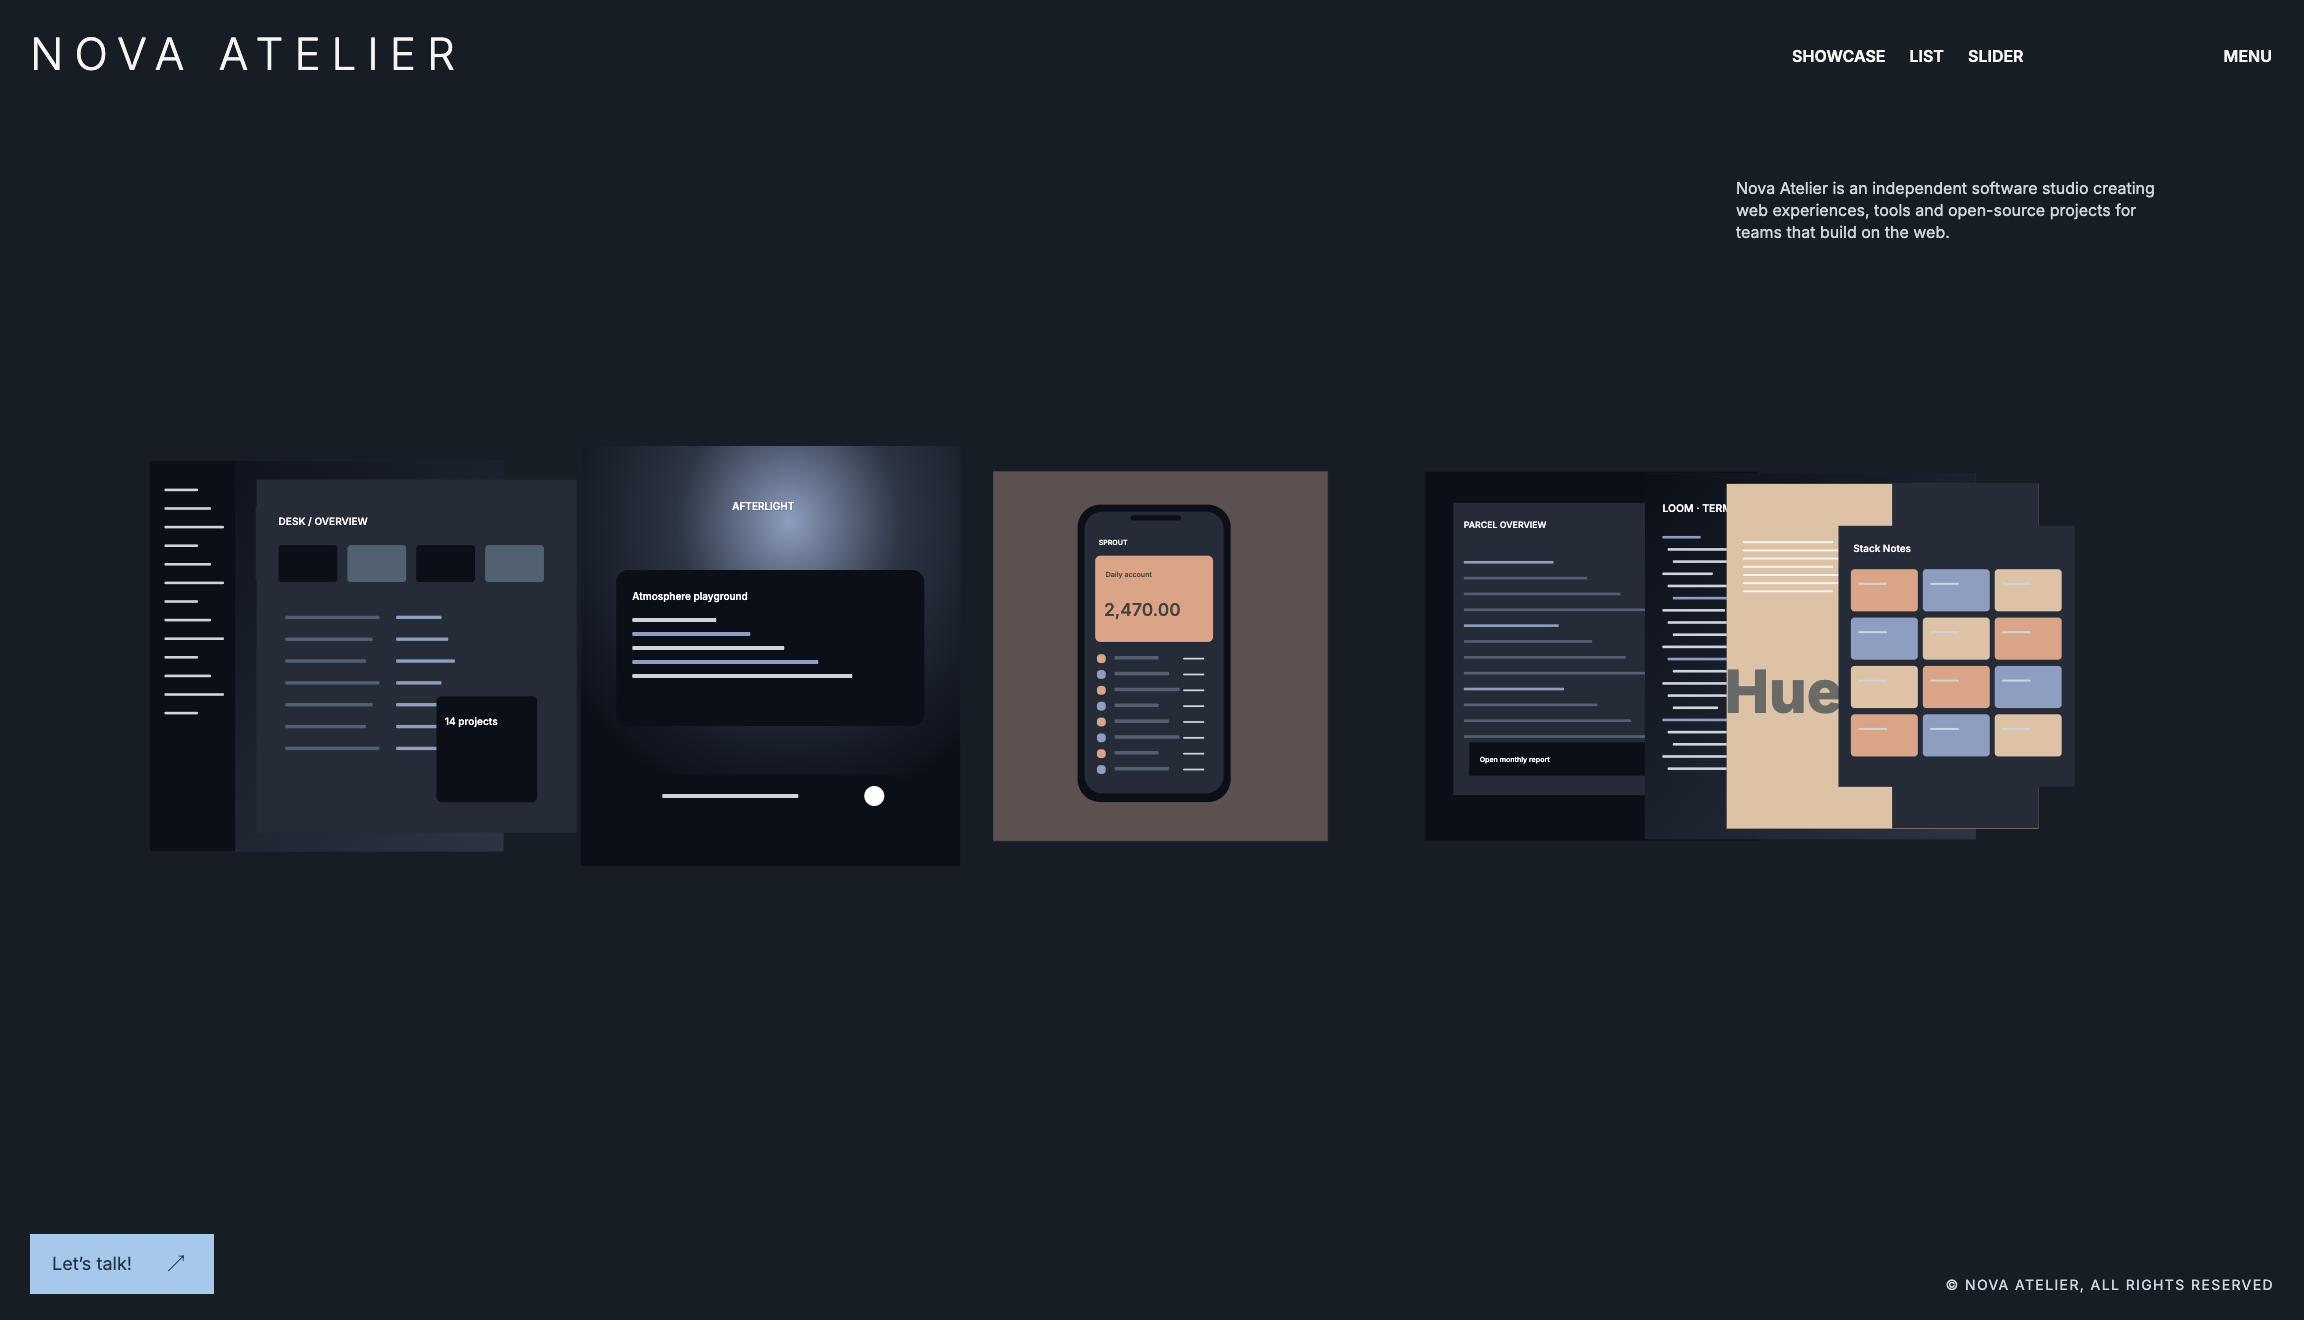 NOVA ATELIER
SHOWCASE LIST SLIDER MENU
Nova Atelier is an independent software studio creating
web experiences, tools and open-source projects for
teams that build on the web.
DESK / OVERVIEW
14 projects
AFTERLIGHT
Atmosphere playground
SPROUT
Daily account
2,470.00
PARCEL OVERVIEW
Open monthly report
LOOM · TERM
Hue
Stack Notes
Let's talk!
© NOVA ATELIER, ALL RIGHTS RESERVED